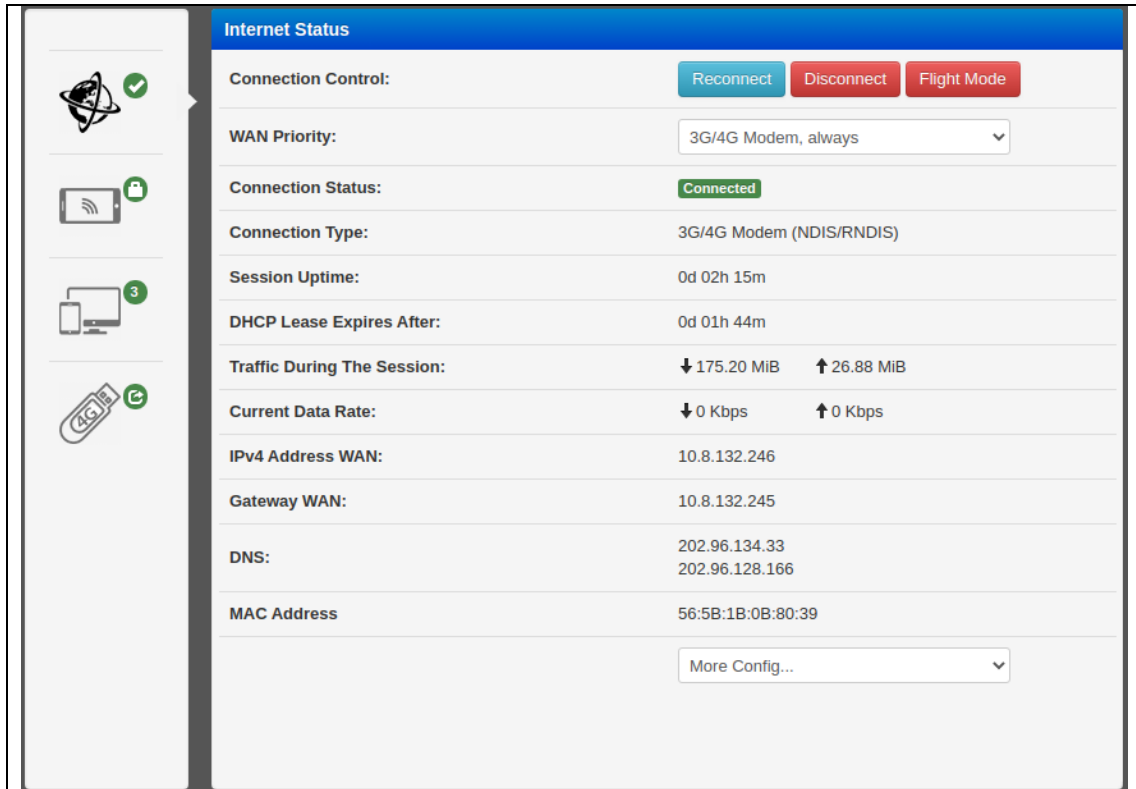 Internet Status
Connection Control: Reconnect Disconnect Flight Mode
WAN Priority: 3G/4G Modem, always
Connection Status: Connected
Connection Type: 3G/4G Modem (NDIS/RNDIS)
Session Uptime: 0d 02h 15m
DHCP Lease Expires After: 0d 01h 44m
Traffic During The Session: 175.20 MiB 26.88 MiB
Current Data Rate: 0 Kbps 0 Kbps
IPv4 Address WAN: 10.8.132.246
Gateway WAN: 10.8.132.245
DNS: 202.96.134.33
202.96.128.166
MAC Address 56:5B:1B:0B:80:39
More Config...
3
4G